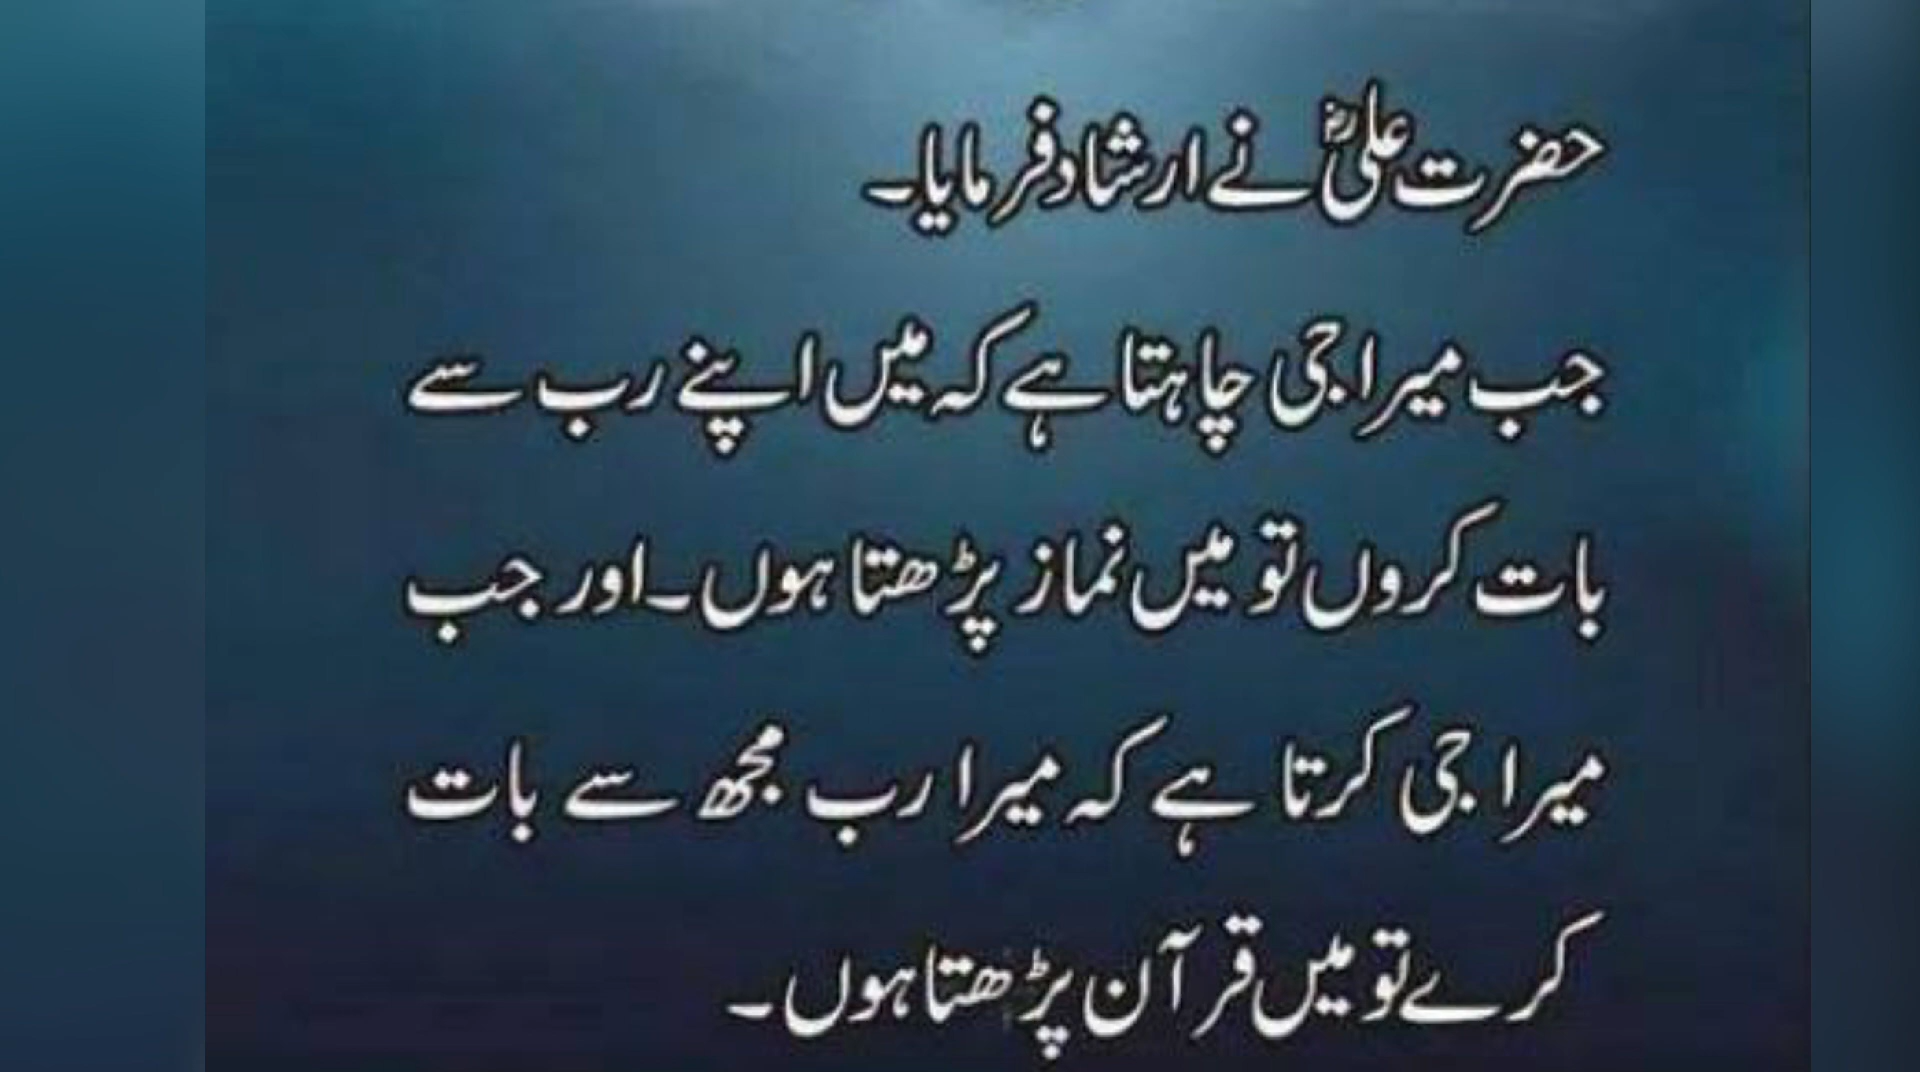 حضرت علیؓ نے ارشاد فرمایا۔
جب میرا جی چاہتا ہے کہ میں اپنے رب سے
بات کروں تو میں نماز پڑھتا ہوں۔ اور جب
میرا جی کرتا ہے کہ میرا رب مجھ سے بات
کرے تو میں قرآن پڑھتا ہوں۔